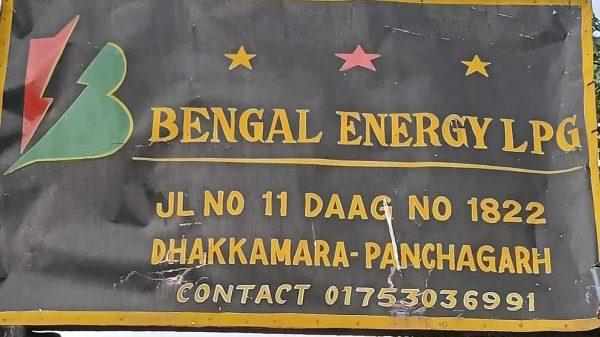 BENGAL ENERGY LPG
JL NO 11 DAAG NO 1822
DHAKKAMARA-PANCHAGARH
CONTACT 01753036991